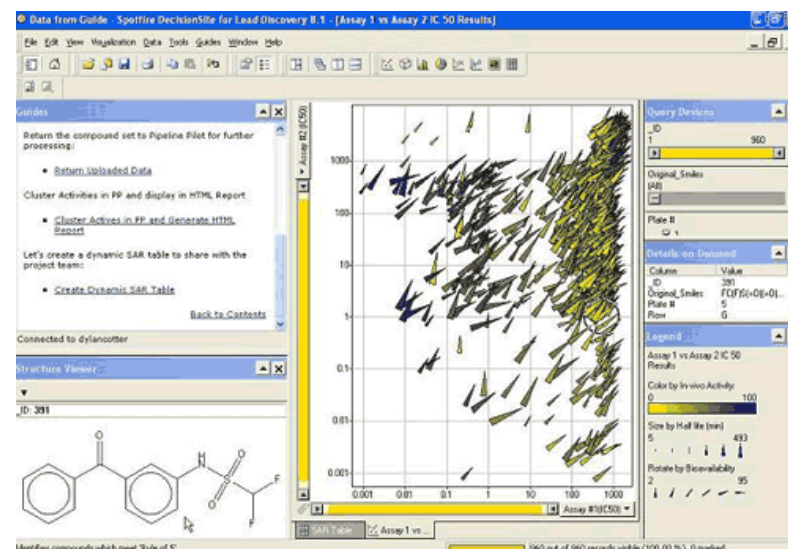 Data from Guide - Spotfire DecisionSite for Lead Discovery 8.1 - [Assay 1 vs Assay 2 IC 50 Results]
File Edit View Visualization Data Tools Guides Window Help
Guides
Return the compound set to Pipeline Pilot for further
processing:
Return Uploaded Data
Cluster Activities in PP and display in HTML Report
Cluster Actives in PP and Generate HTML
Report
Let's create a dynamic SAR table to share with the
project team:
Create Dynamic SAR Table
Back to Contents
Connected to dylancotter
Structure Viewer
_ID: 391
O
H
N
O
S
O
F
F
Identifies compounds which meet 'Rule of 5'
Assay #2 (IC50)
1000
100
10
1
0.1
0.01
0.001
0.001 0.01 0.1 1 10 100 1000
Assay #1(IC50)
SAR Table
Assay 1 vs ...
Query Devices
_ID
1 960
Original_Smiles
(All)
Plate #
1
Details-on-Demand
Column Value
_ID 391
Original_Smiles FC(F)S(=O)(=O)...
Plate # 5
Row G
Legend
Assay 1 vs Assay 2 IC 50
Results
Color by In-vivo Activity:
0 100
Size by Half life (min)
5 493
Rotate by Bioavailability
2 95
960 out of 960 records visible (100.00 %), 0 marked